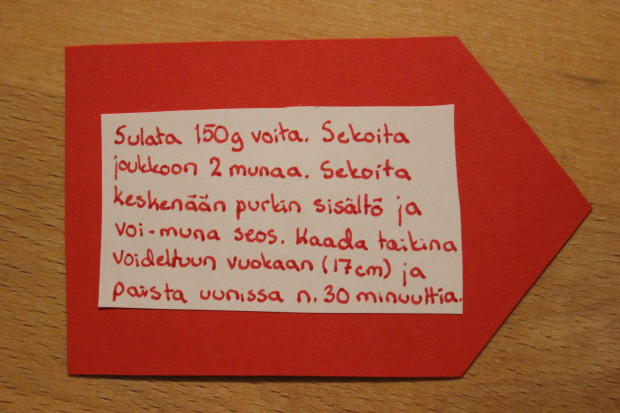 Sulata 150g voita. Sekoita
joukkoon 2 munaa. Sekoita
keskenään purkin sisältö ja
voi-muna seos. Kaada taikina
voideltuun vuokaan (17cm) ja
paista uunissa n. 30 minuuttia.